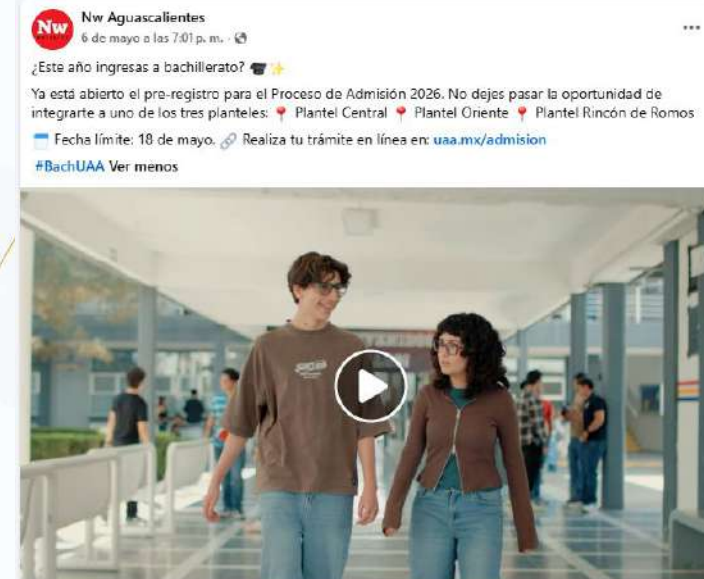 Nw
Nw Aguascalientes
6 de mayo a las 7:01 p. m. ·
¿Este año ingresas a bachillerato? 🎓✨
Ya está abierto el pre-registro para el Proceso de Admisión 2026. No dejes pasar la oportunidad de
integrarte a uno de los tres planteles: 📍 Plantel Central 📍 Plantel Oriente 📍 Plantel Rincón de Romos
🗓️ Fecha límite: 18 de mayo. 🔗 Realiza tu trámite en línea en: uaa.mx/admision
#BachUAA Ver menos